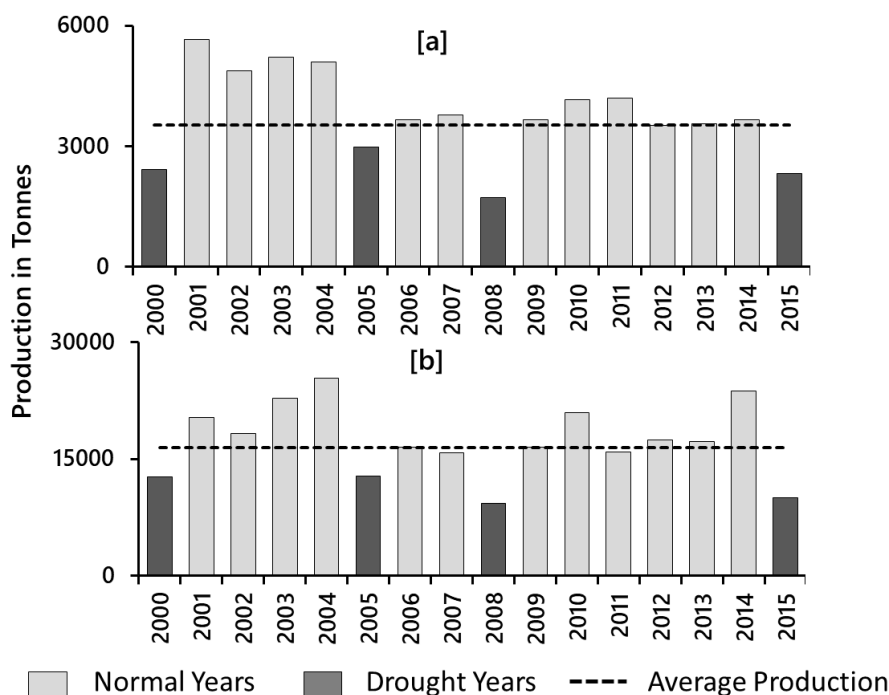 Production in Tonnes
[a]
6000
3000
0
2000 2001 2002 2003 2004 2005 2006 2007 2008 2009 2010 2011 2012 2013 2014 2015
[b]
30000
15000
0
2000 2001 2002 2003 2004 2005 2006 2007 2008 2009 2010 2011 2012 2013 2014 2015
Normal Years Drought Years Average Production